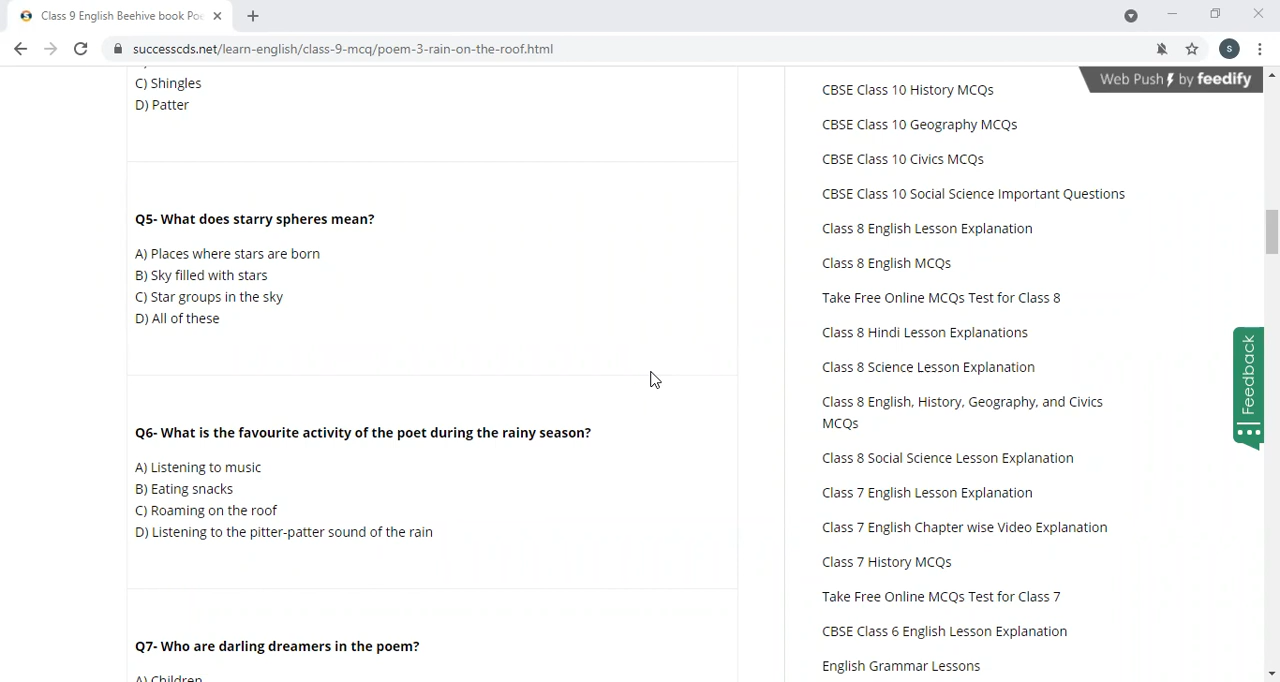 Class 9 English Beehive book Poe
successcds.net/learn-english/class-9-mcq/poem-3-rain-on-the-roof.html
S
Web Push by feedify
C) Shingles
D) Patter
Q5- What does starry spheres mean?
A) Places where stars are born
B) Sky filled with stars
C) Star groups in the sky
D) All of these
Q6- What is the favourite activity of the poet during the rainy season?
A) Listening to music
B) Eating snacks
C) Roaming on the roof
D) Listening to the pitter-patter sound of the rain
Q7- Who are darling dreamers in the poem?
A) Children
CBSE Class 10 History MCQs
CBSE Class 10 Geography MCQs
CBSE Class 10 Civics MCQs
CBSE Class 10 Social Science Important Questions
Class 8 English Lesson Explanation
Class 8 English MCQs
Take Free Online MCQs Test for Class 8
Class 8 Hindi Lesson Explanations
Class 8 Science Lesson Explanation
Class 8 English, History, Geography, and Civics
MCQs
Class 8 Social Science Lesson Explanation
Class 7 English Lesson Explanation
Class 7 English Chapter wise Video Explanation
Class 7 History MCQs
Take Free Online MCQs Test for Class 7
CBSE Class 6 English Lesson Explanation
English Grammar Lessons
Feedback